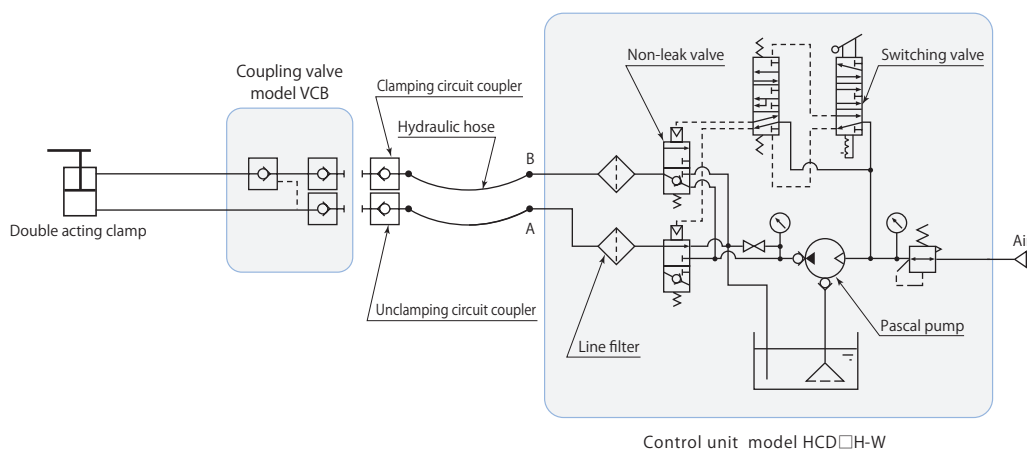 Coupling valve
model VCB
Clamping circuit coupler
Hydraulic hose
Non-leak valve
Switching valve
B
A
Ai
Double acting clamp
Unclamping circuit coupler
Line filter
Pascal pump
Control unit model HCD□H-W